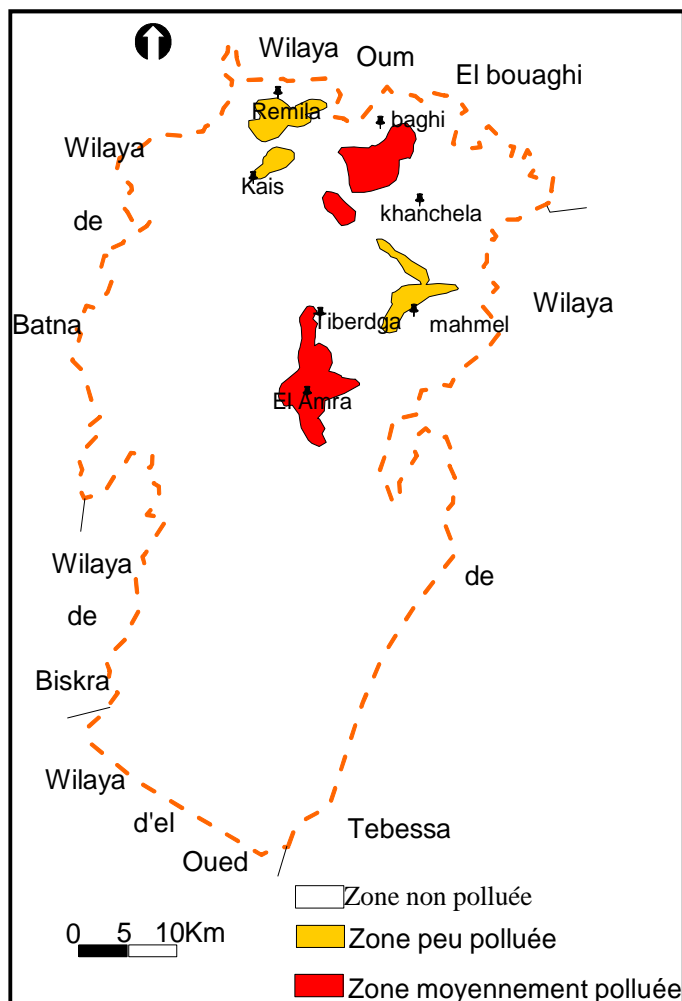 Wilaya
Oum
El bouaghi
Remila
baghi
Wilaya
Kais
khanchela
de
Wilaya
Batna
Tiberdga
mahmel
El Amra
Wilaya
de
de
Biskra
Wilaya
d'el
Tebessa
Oued
Zone non polluée
0 5 10Km
Zone peu polluée
Zone moyennement polluée